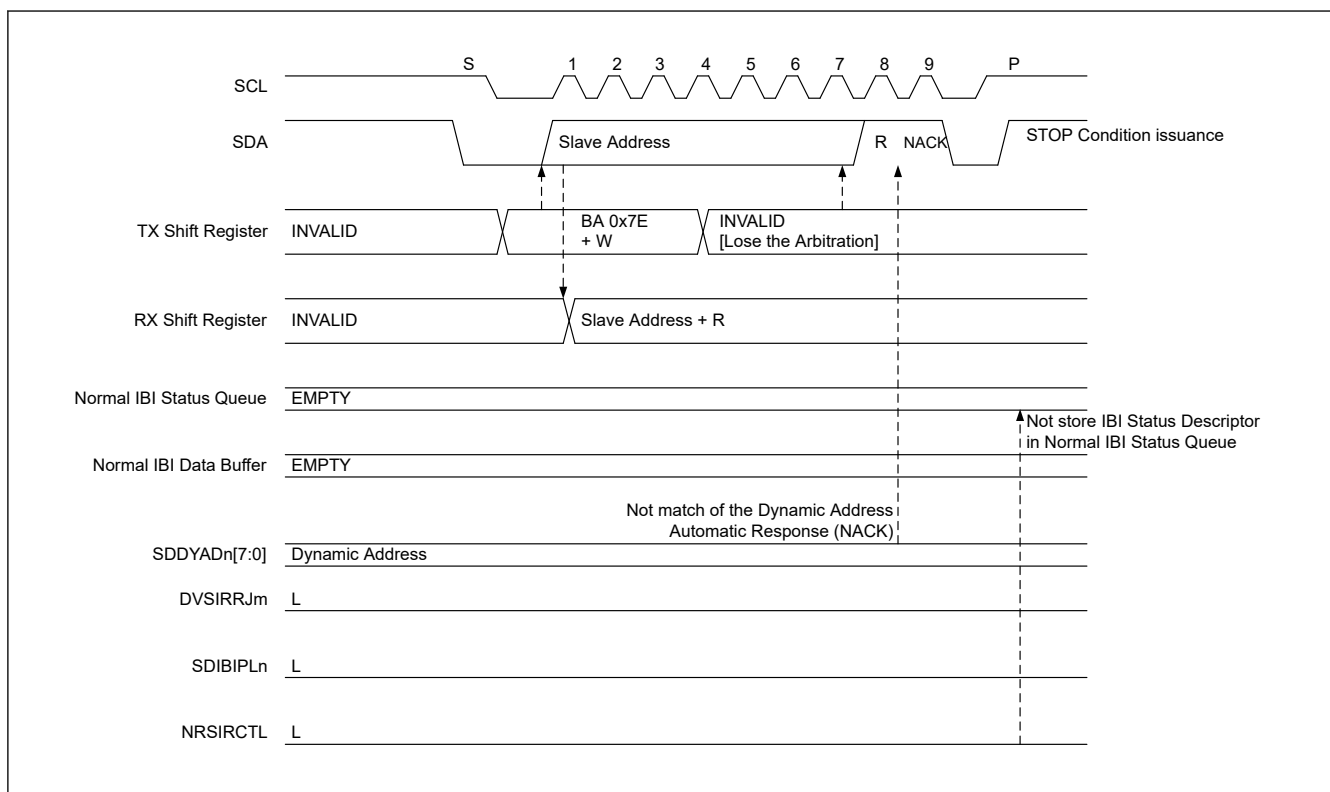 S 1 2 3 4 5 6 7 8 9 P
SCL
SDA Slave Address R NACK STOP Condition issuance
TX Shift Register INVALID BA 0x7E INVALID
+ W [Lose the Arbitration]
RX Shift Register INVALID Slave Address + R
Normal IBI Status Queue EMPTY
Not store IBI Status Descriptor
in Normal IBI Status Queue
Normal IBI Data Buffer EMPTY
Not match of the Dynamic Address
Automatic Response (NACK)
SDDYADn[7:0] Dynamic Address
DVSIRRJm L
SDIBIPLn L
NRSIRCTL L